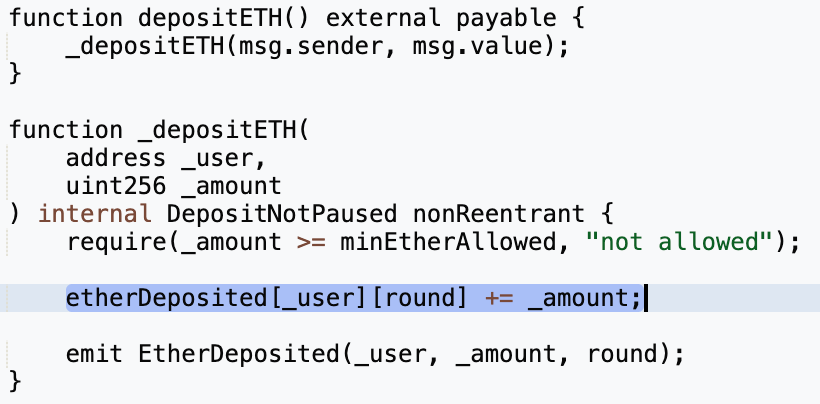 function depositETH() external payable {
    _depositETH(msg.sender, msg.value);
}
function _depositETH(
    address _user,
    uint256 _amount
) internal DepositNotPaused nonReentrant {
    require(_amount >= minEtherAllowed, "not allowed");
    etherDeposited[_user][round] += _amount;
    emit EtherDeposited(_user, _amount, round);
}